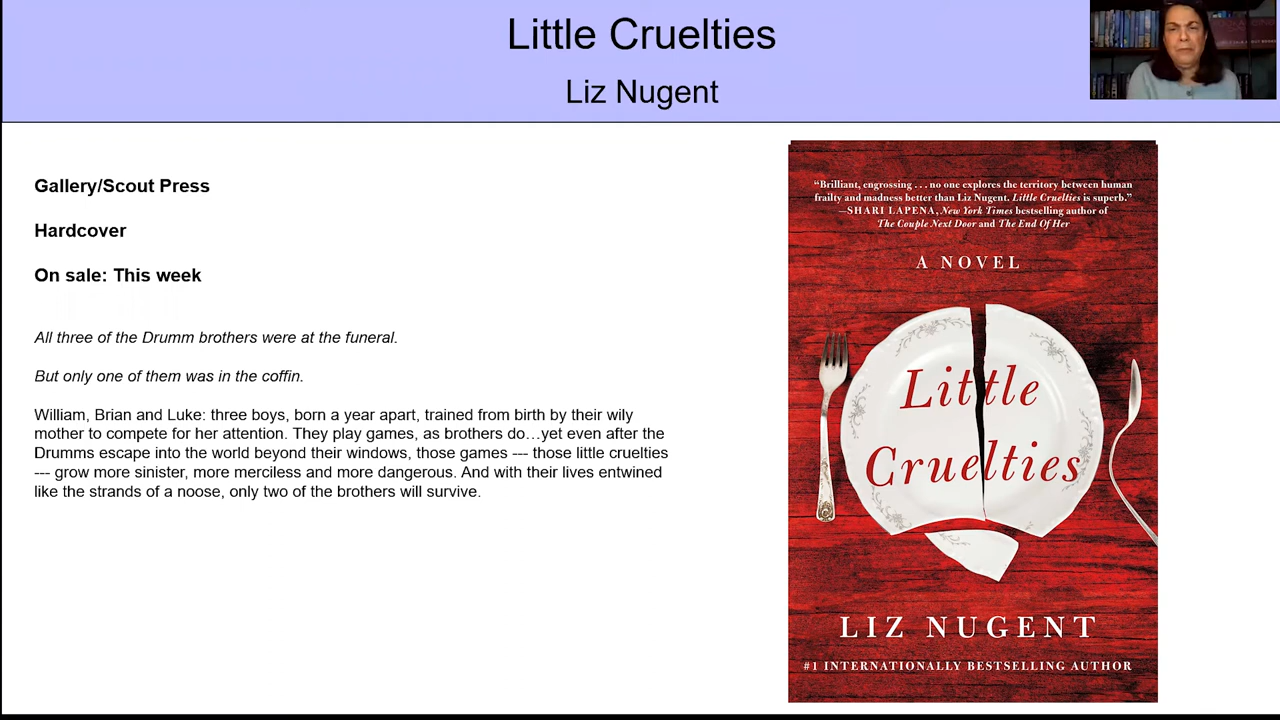 Little Cruelties
Liz Nugent
Gallery/Scout Press
Hardcover
On sale: This week
All three of the Drumm brothers were at the funeral.
But only one of them was in the coffin.
William, Brian and Luke: three boys, born a year apart, trained from birth by their wily
mother to compete for her attention. They play games, as brothers do…yet even after the
Drumms escape into the world beyond their windows, those games --- those little cruelties
--- grow more sinister, more merciless and more dangerous. And with their lives entwined
like the strands of a noose, only two of the brothers will survive.
“Brilliant, engrossing . . . no one explores the territory between human
frailty and madness better than Liz Nugent. Little Cruelties is superb.”
—SHARI LAPENA, New York Times bestselling author of
The Couple Next Door and The End Of Her
A NOVEL
Little
Cruelties
LIZ NUGENT
#1 INTERNATIONALLY BESTSELLING AUTHOR